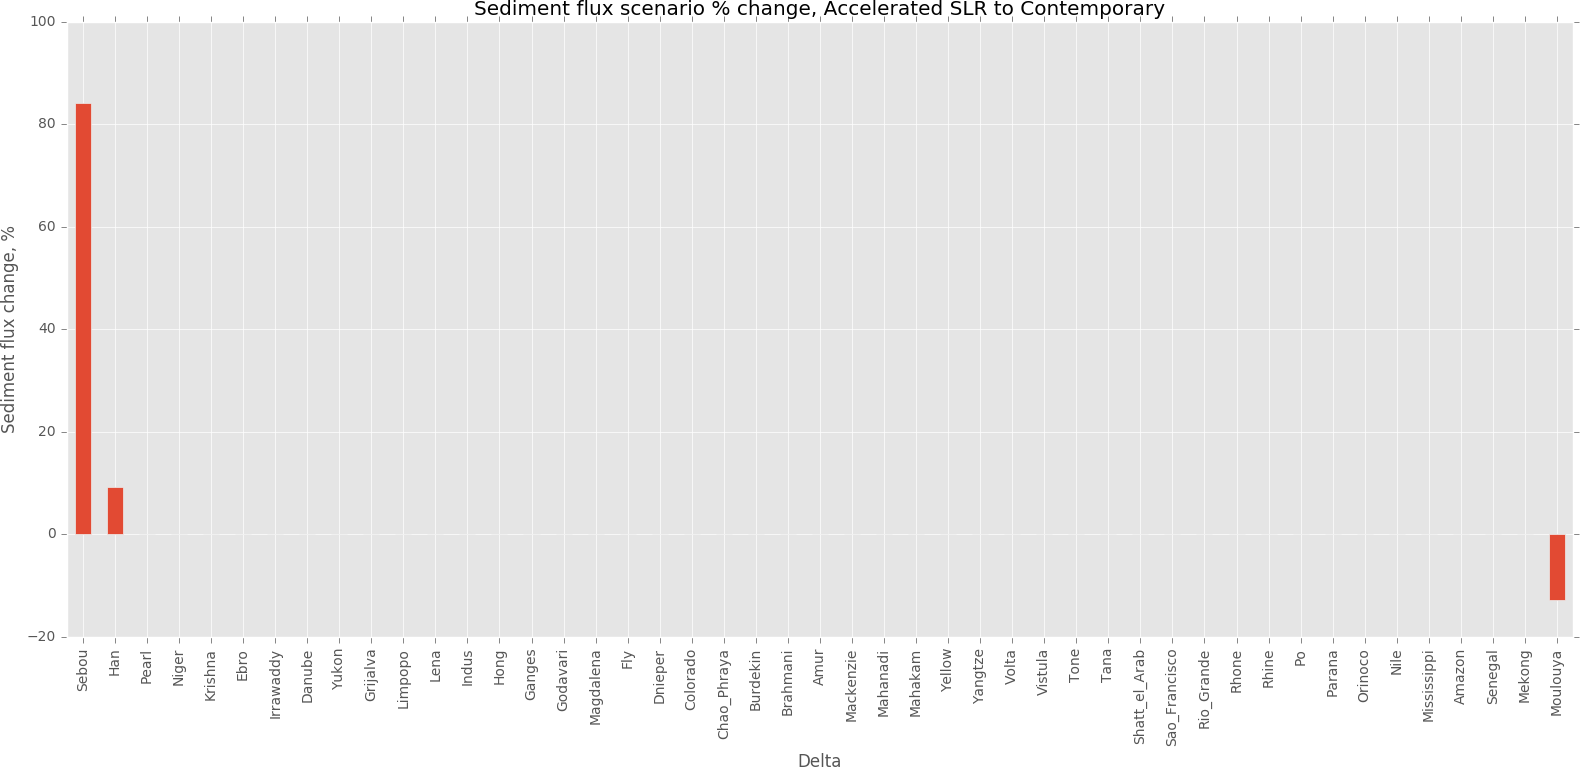 Sediment flux scenario % change, Accelerated SLR to Contemporary
100
80
60
40
20
0
−20
Sediment flux change, %
Sebou
Han
Pearl
Niger
Krishna
Ebro
Irrawaddy
Danube
Yukon
Grijalva
Limpopo
Lena
Indus
Hong
Ganges
Godavari
Magdalena
Fly
Dnieper
Colorado
Chao_Phraya
Burdekin
Brahmani
Amur
Mackenzie
Mahanadi
Mahakam
Yellow
Yangtze
Volta
Vistula
Tone
Tana
Shatt_el_Arab
Sao_Francisco
Rio_Grande
Rhone
Rhine
Po
Parana
Orinoco
Nile
Mississippi
Amazon
Senegal
Mekong
Moulouya
Delta